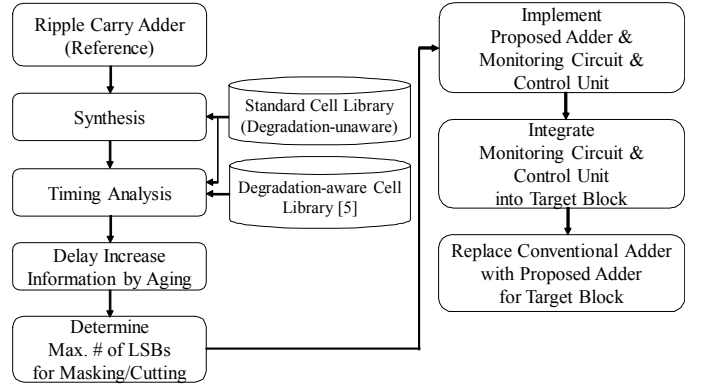 Ripple Carry Adder
(Reference)
Synthesis
Standard Cell Library
(Degradation-unaware)
Timing Analysis
Degradation-aware Cell
Library [5]
Delay Increase
Information by Aging
Determine
Max. # of LSBs
for Masking/Cutting
Implement
Proposed Adder &
Monitoring Circuit &
Control Unit
Integrate
Monitoring Circuit &
Control Unit
into Target Block
Replace Conventional Adder
with Proposed Adder
for Target Block